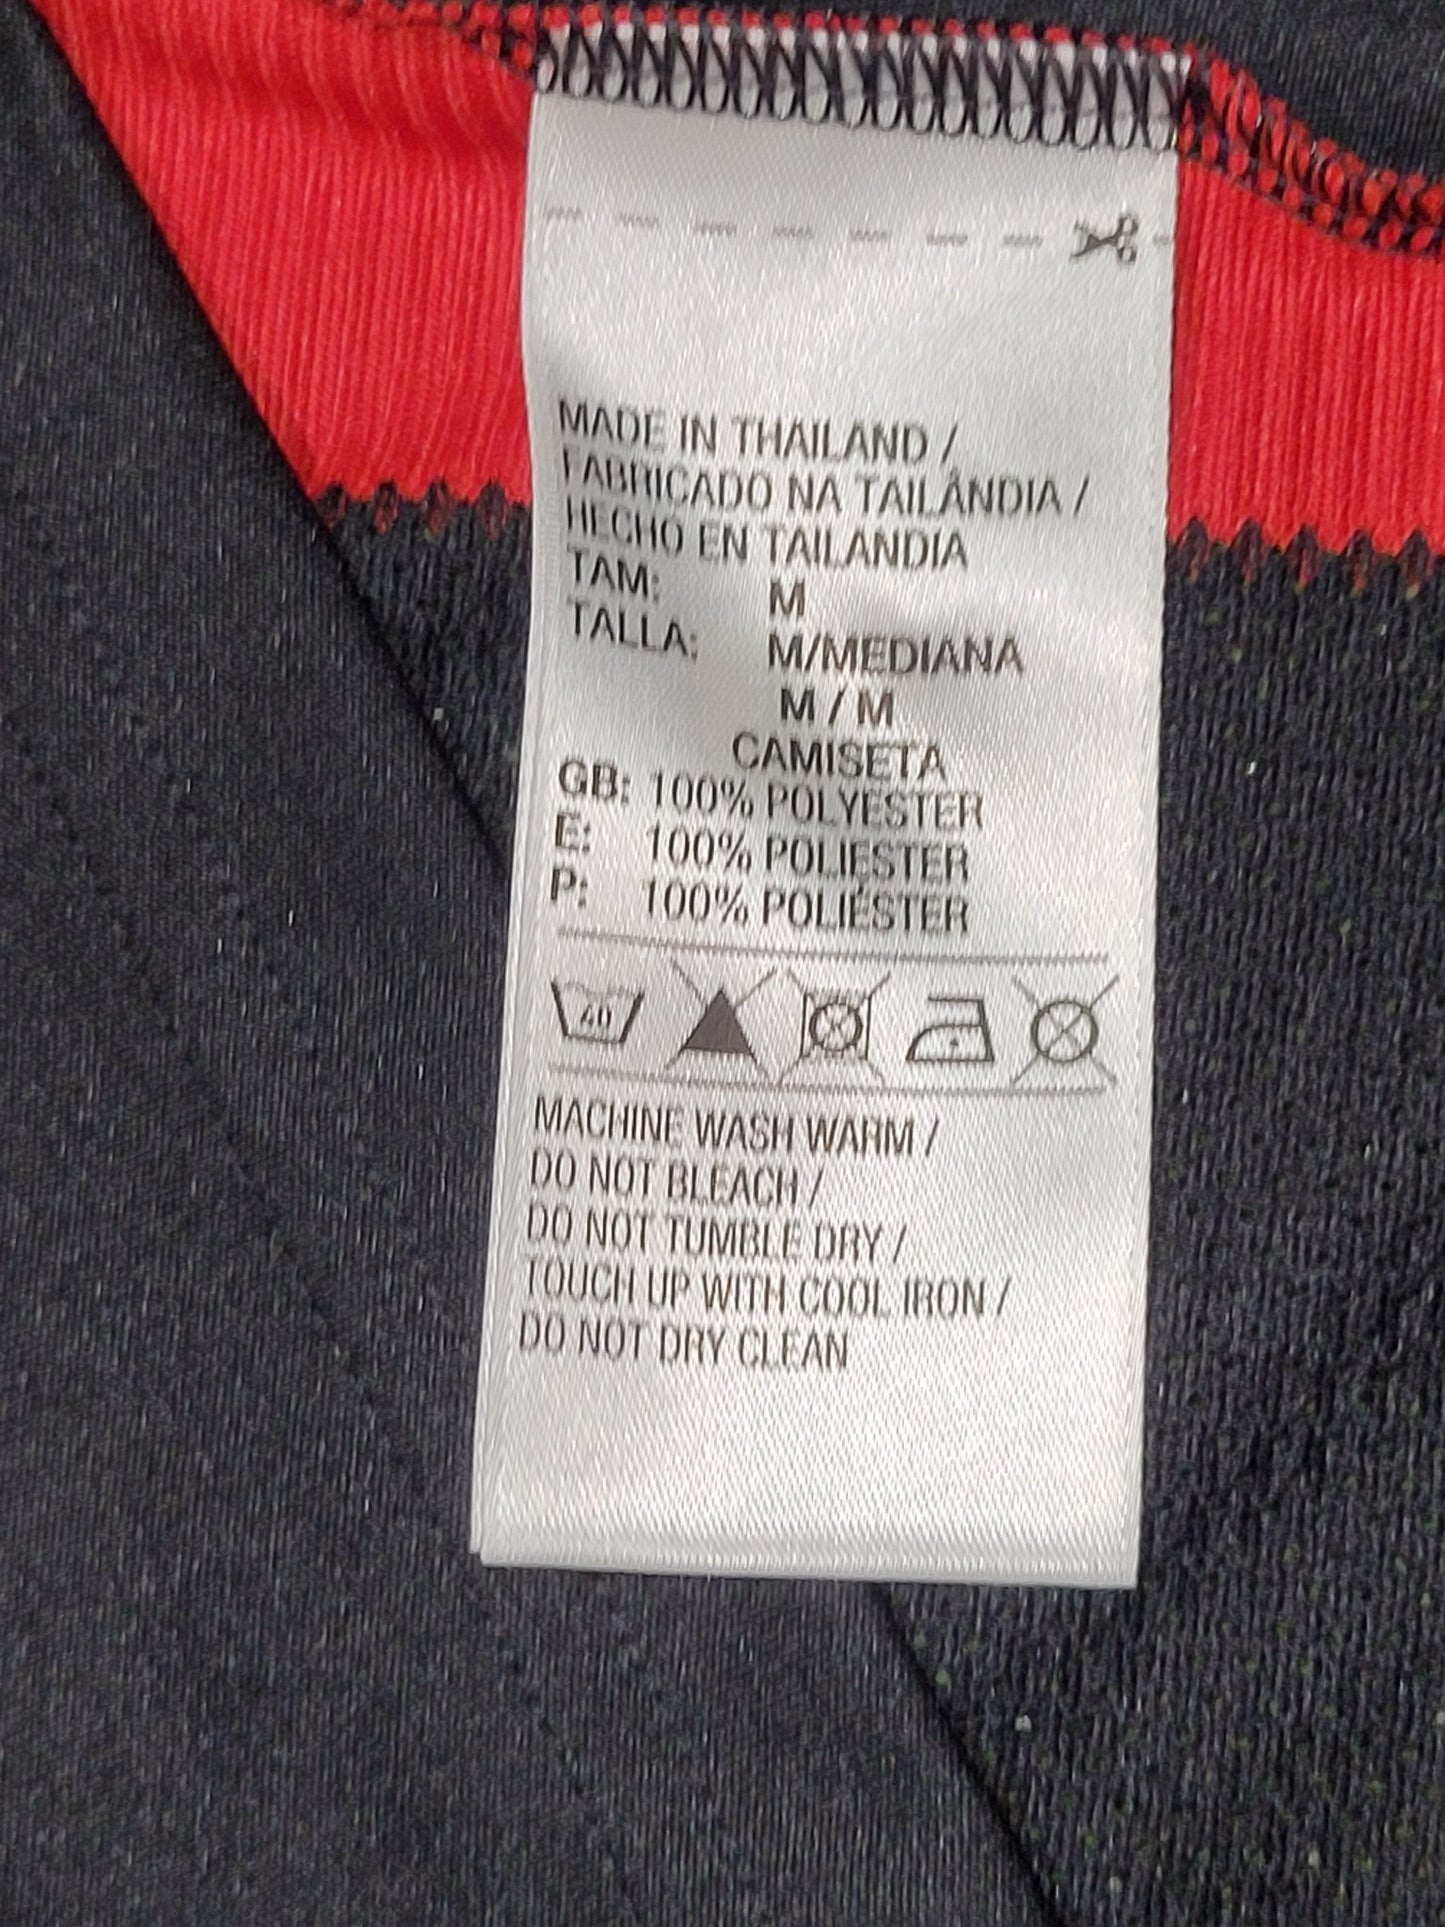 MADE IN THAILAND /
FABRICADO NA TAILÂNDIA /
HECHO EN TAILANDIA
TAM: M
TALLA: M/MEDIANA
M / M
CAMISETA
GB: 100% POLYESTER
E: 100% POLIESTER
P: 100% POLIÉSTER
40
MACHINE WASH WARM /
DO NOT BLEACH /
DO NOT TUMBLE DRY /
TOUCH UP WITH COOL IRON /
DO NOT DRY CLEAN